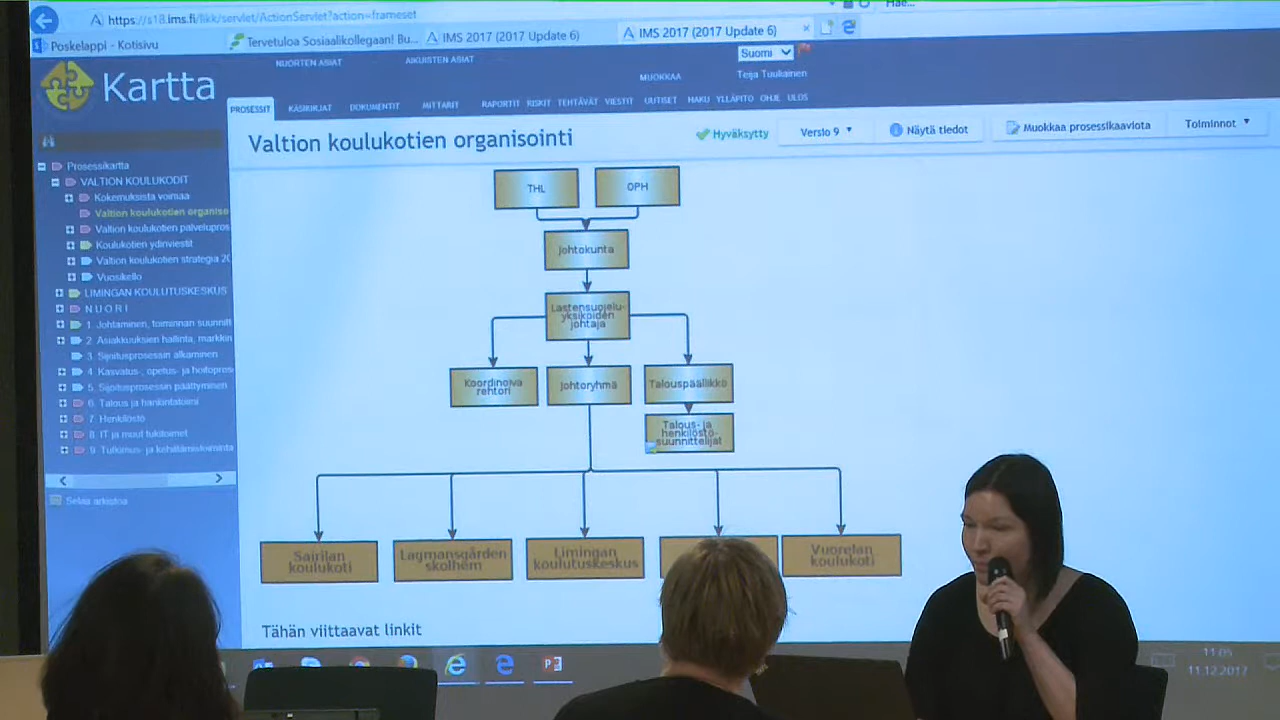 https://s18.ims.fi/likk/servlet/ActionServlet?action=frameset
Hae...
Poskelappi - Kotisivu
Tervetuloa Sosiaalikollegaan! Bu...
IMS 2017 (2017 Update 6)
IMS 2017 (2017 Update 6)
Kartta
NUORTEN ASIAT
AIKUISTEN ASIAT
MUOKKAA
Suomi
Teija Tuukainen
PROSESSIT
KÄSIKIRJAT
DOKUMENTIT
MITTARIT
RAPORTIT
RISKIT
TEHTÄVÄT
VIESTIT
UUTISET
HAKU
YLLÄPITO
OHJE
ULOS
Valtion koulukotien organisointi
Hyväksytty
Versio 9
Näytä tiedot
Muokkaa prosessikaaviota
Toiminnot
Prosessikartta
VALTION KOULUKODIT
Kokemuksista voimaa
Valtion koulukotien organiso
Valtion koulukotien palvelupros
Koulukotien ydinviestit
Valtion koulukotien strategia 20
Vuosikello
LIMINGAN KOULUTUSKESKUS
N U O R I
1. Johtaminen, toiminnan suunnitt
2. Asiakkuuksien hallinta, markkin
3. Sijoitusprosessin alkaminen
4. Kasvatus-, opetus- ja hoitopros
5. Sijoitusprosessin päättyminen
6. Talous ja hankintatoimi
7. Henkilöstö
8. IT ja muut tukitoimet
9. Tutkimus- ja kehittämistoiminta
Selaa arkistoa
THL
OPH
Johtokunta
Lastensuojelu-
yksiköiden
johtaja
Koordinoiva
rehtori
Johtoryhmä
Talouspäällikkö
Talous- ja
henkilöstö-
suunnittelijat
Sairilan
koulukoti
Lagmansgården
skolhem
Limingan
koulutuskeskus
Vuorelan
koulukoti
Tähän viittaavat linkit
11:05
11.12.2017